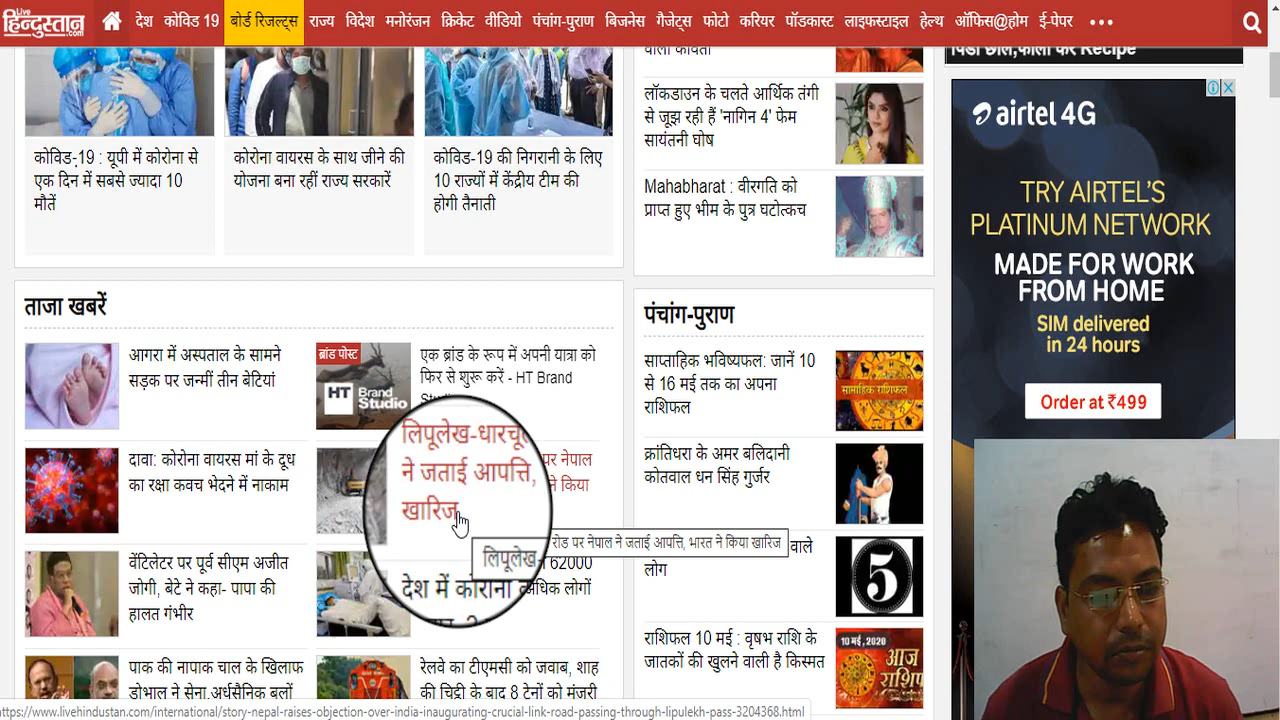 Live
हिन्दुस्तान
.com
देश कोविड 19 बोर्ड रिजल्ट्स राज्य विदेश मनोरंजन क्रिकेट वीडियो पंचांग-पुराण बिजनेस गैजेट्स फोटो करियर पॉडकास्ट लाइफस्टाइल हेल्थ ऑफिस@होम ई-पेपर
कोविड-19 : यूपी में कोरोना से
एक दिन में सबसे ज्यादा 10
मौतें
कोरोना वायरस के साथ जीने की
योजना बना रहीं राज्य सरकारें
कोविड-19 की निगरानी के लिए
10 राज्यों में केंद्रीय टीम की
होगी तैनाती
लॉकडाउन के चलते आर्थिक तंगी
से जूझ रही हैं 'नागिन 4' फेम
सायंतनी घोष
Mahabharat : वीरगति को
प्राप्त हुए भीम के पुत्र घटोत्कच
ताजा खबरें
आगरा में अस्पताल के सामने
सड़क पर जन्मीं तीन बेटियां
ब्रांड पोस्ट
HT Brand
Studio
एक ब्रांड के रूप में अपनी यात्रा को
फिर से शुरू करें - HT Brand
दावा: कोरोना वायरस मां के दूध
का रक्षा कवच भेदने में नाकाम
लिपूलेख-धारचू
ने जताई आपत्ति,
खारिज
पर नेपाल
ने किया
लिपूलेख
रोड पर नेपाल ने जताई आपत्ति, भारत ने किया खारिज
वेंटिलेटर पर पूर्व सीएम अजीत
जोगी, बेटे ने कहा- पापा की
हालत गंभीर
देश में कोरोना
62000
धिक लोगों
पाक की नापाक चाल के खिलाफ
डोभाल ने सेना,अर्धसैनिक बलों
रेलवे का टीएमसी को जवाब, शाह
की चिट्ठी के बाद 8 ट्रेनों को मंजूरी
पंचांग-पुराण
साप्ताहिक भविष्यफल: जानें 10
से 16 मई तक का अपना
राशिफल
साप्ताहिक राशिफल
क्रांतिधरा के अमर बलिदानी
कोतवाल धन सिंह गुर्जर
वाले
लोग
5
राशिफल 10 मई : वृषभ राशि के
जातकों की खुलने वाली है किस्मत
10 मई, 2020
आज
राशिफ
Recipe
airtel 4G
TRY AIRTEL'S
PLATINUM NETWORK
MADE FOR WORK
FROM HOME
SIM delivered
in 24 hours
Order at ₹499
https://www.livehindustan.com/international/story-nepal-raises-objection-over-india-inaugurating-crucial-link-road-passing-through-lipulekh-pass-3204368.html